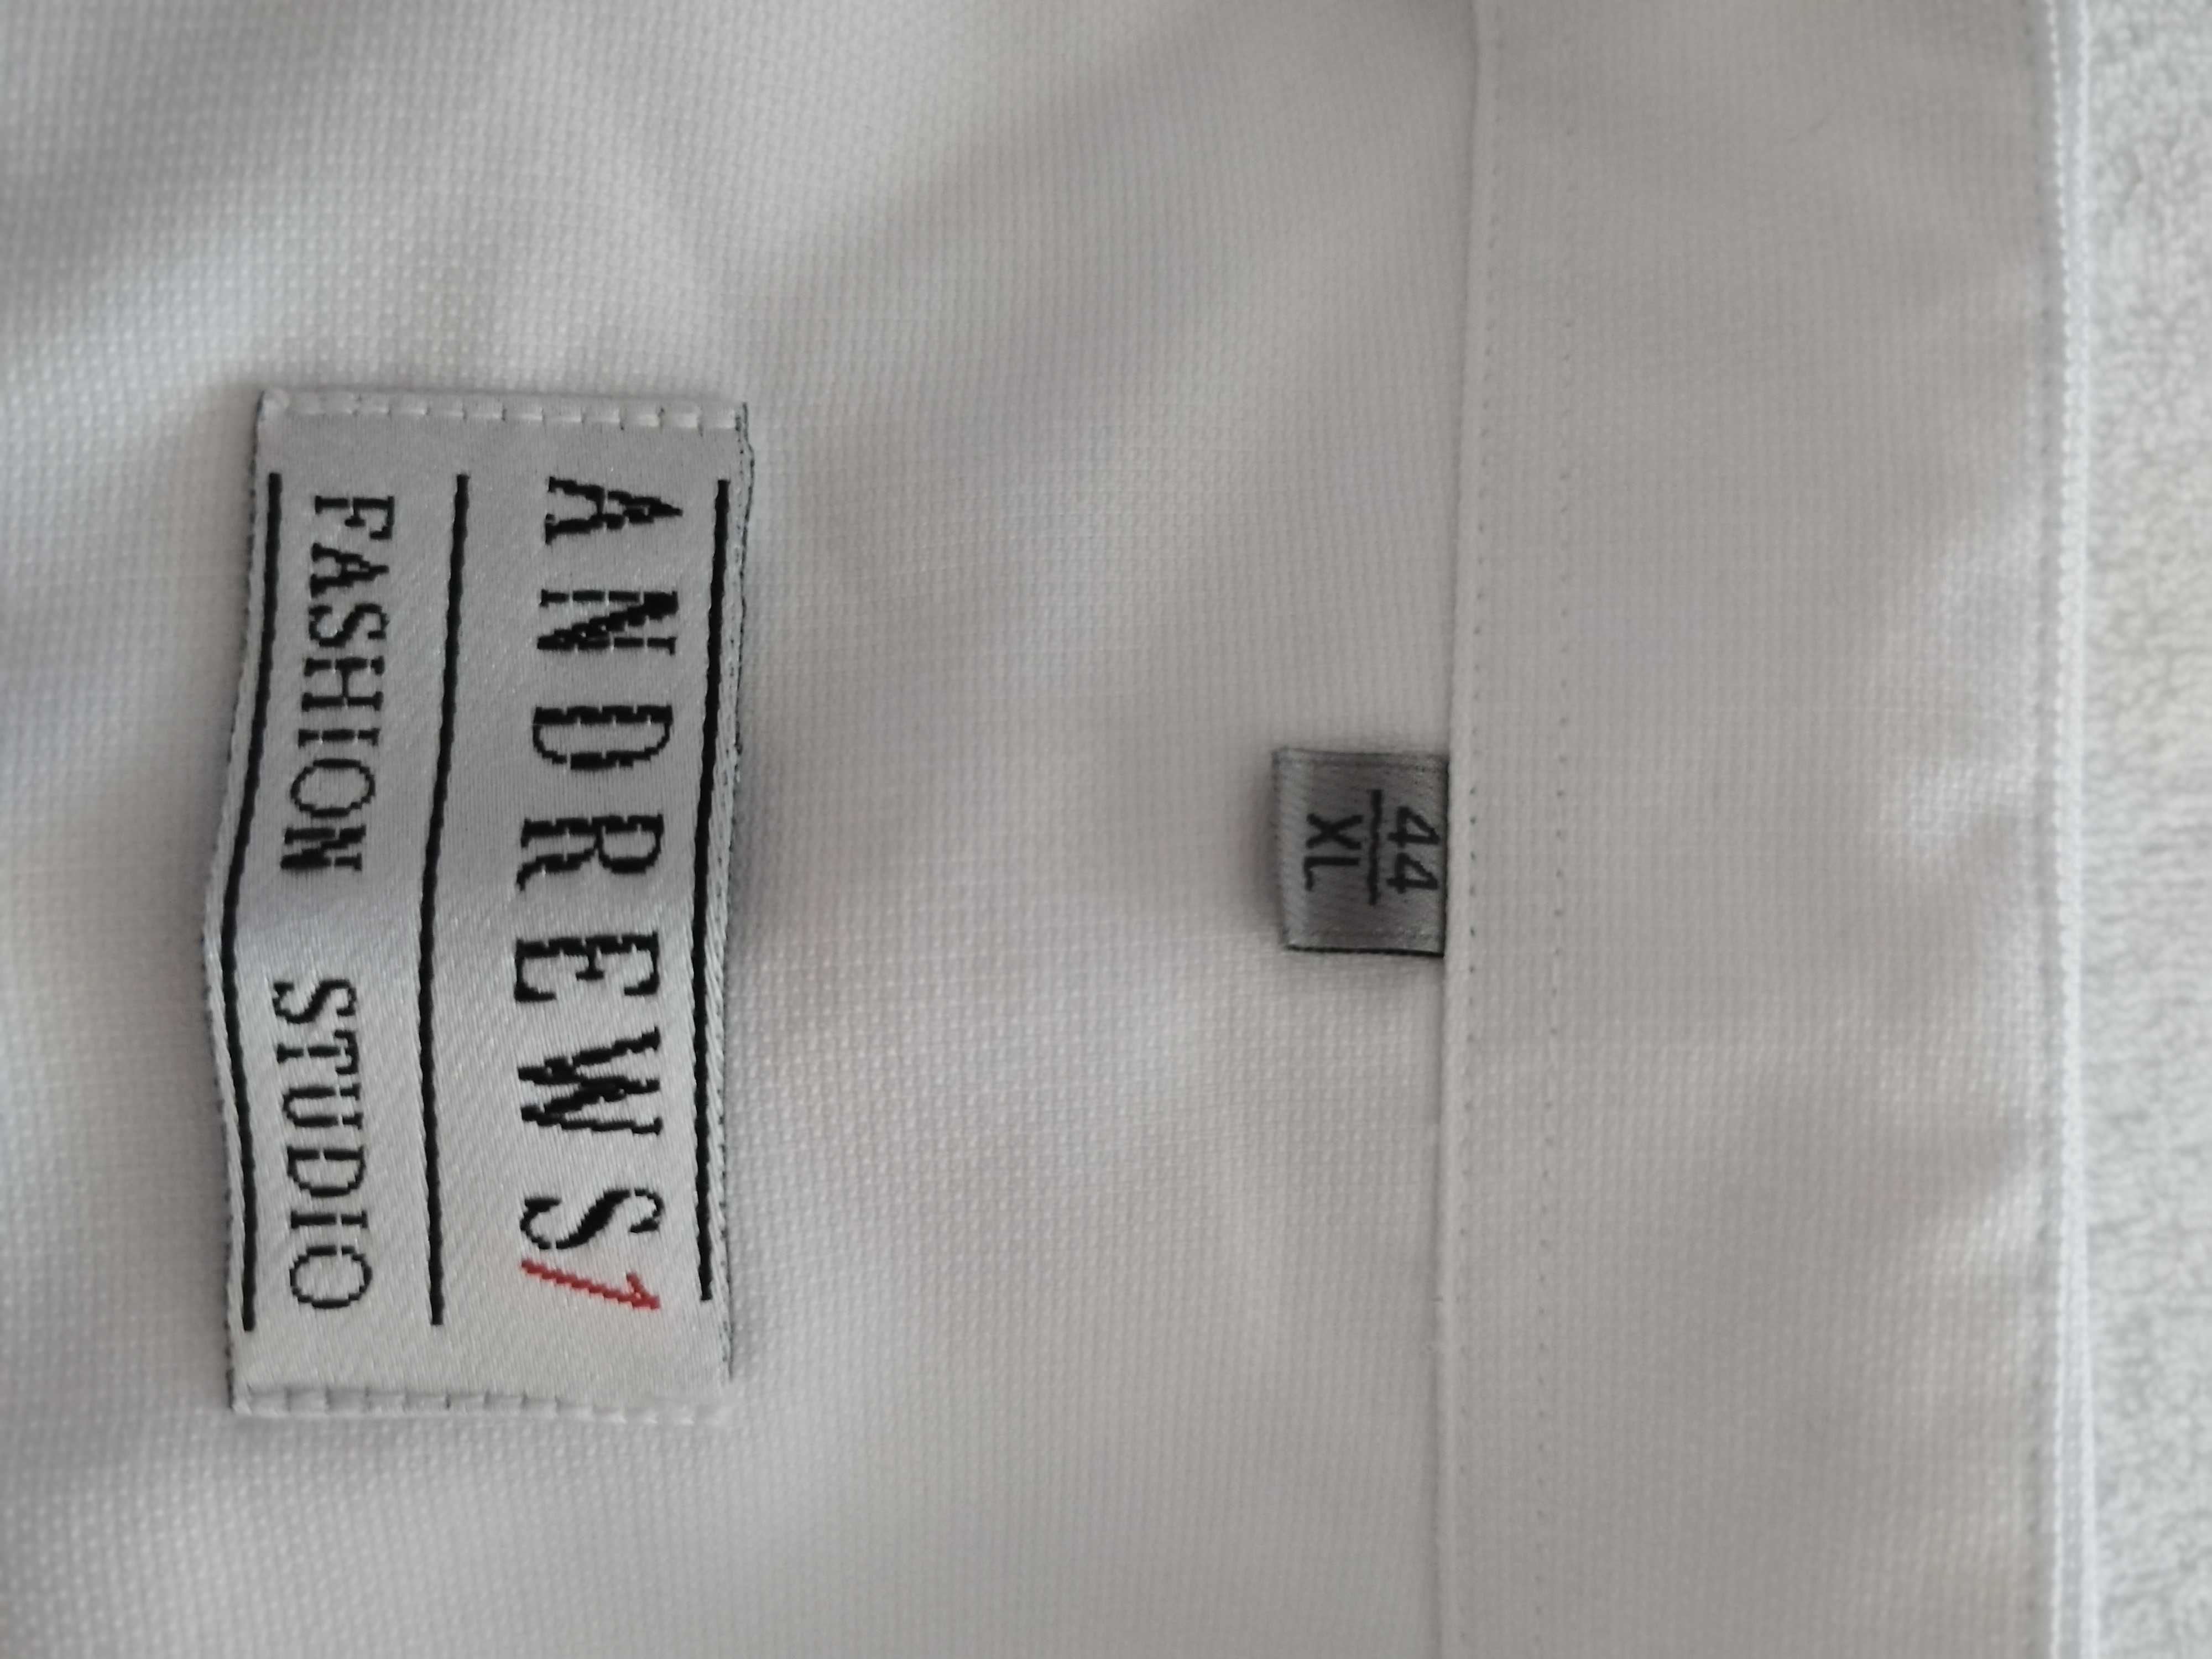 44
XL
ANDREWS/
FASHION STUDIO